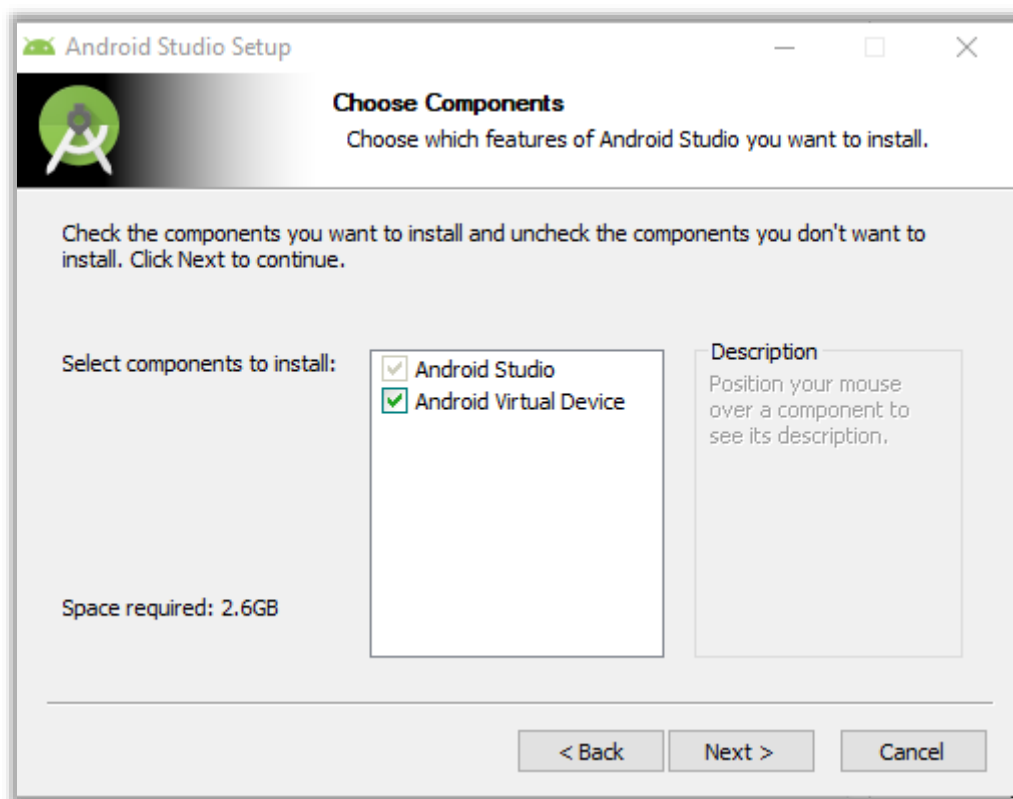 Android Studio Setup
Choose Components
Choose which features of Android Studio you want to install.
Check the components you want to install and uncheck the components you don't want to
install. Click Next to continue.
Select components to install:
Android Studio
Android Virtual Device
Description
Position your mouse
over a component to
see its description.
Space required: 2.6GB
< Back
Next >
Cancel